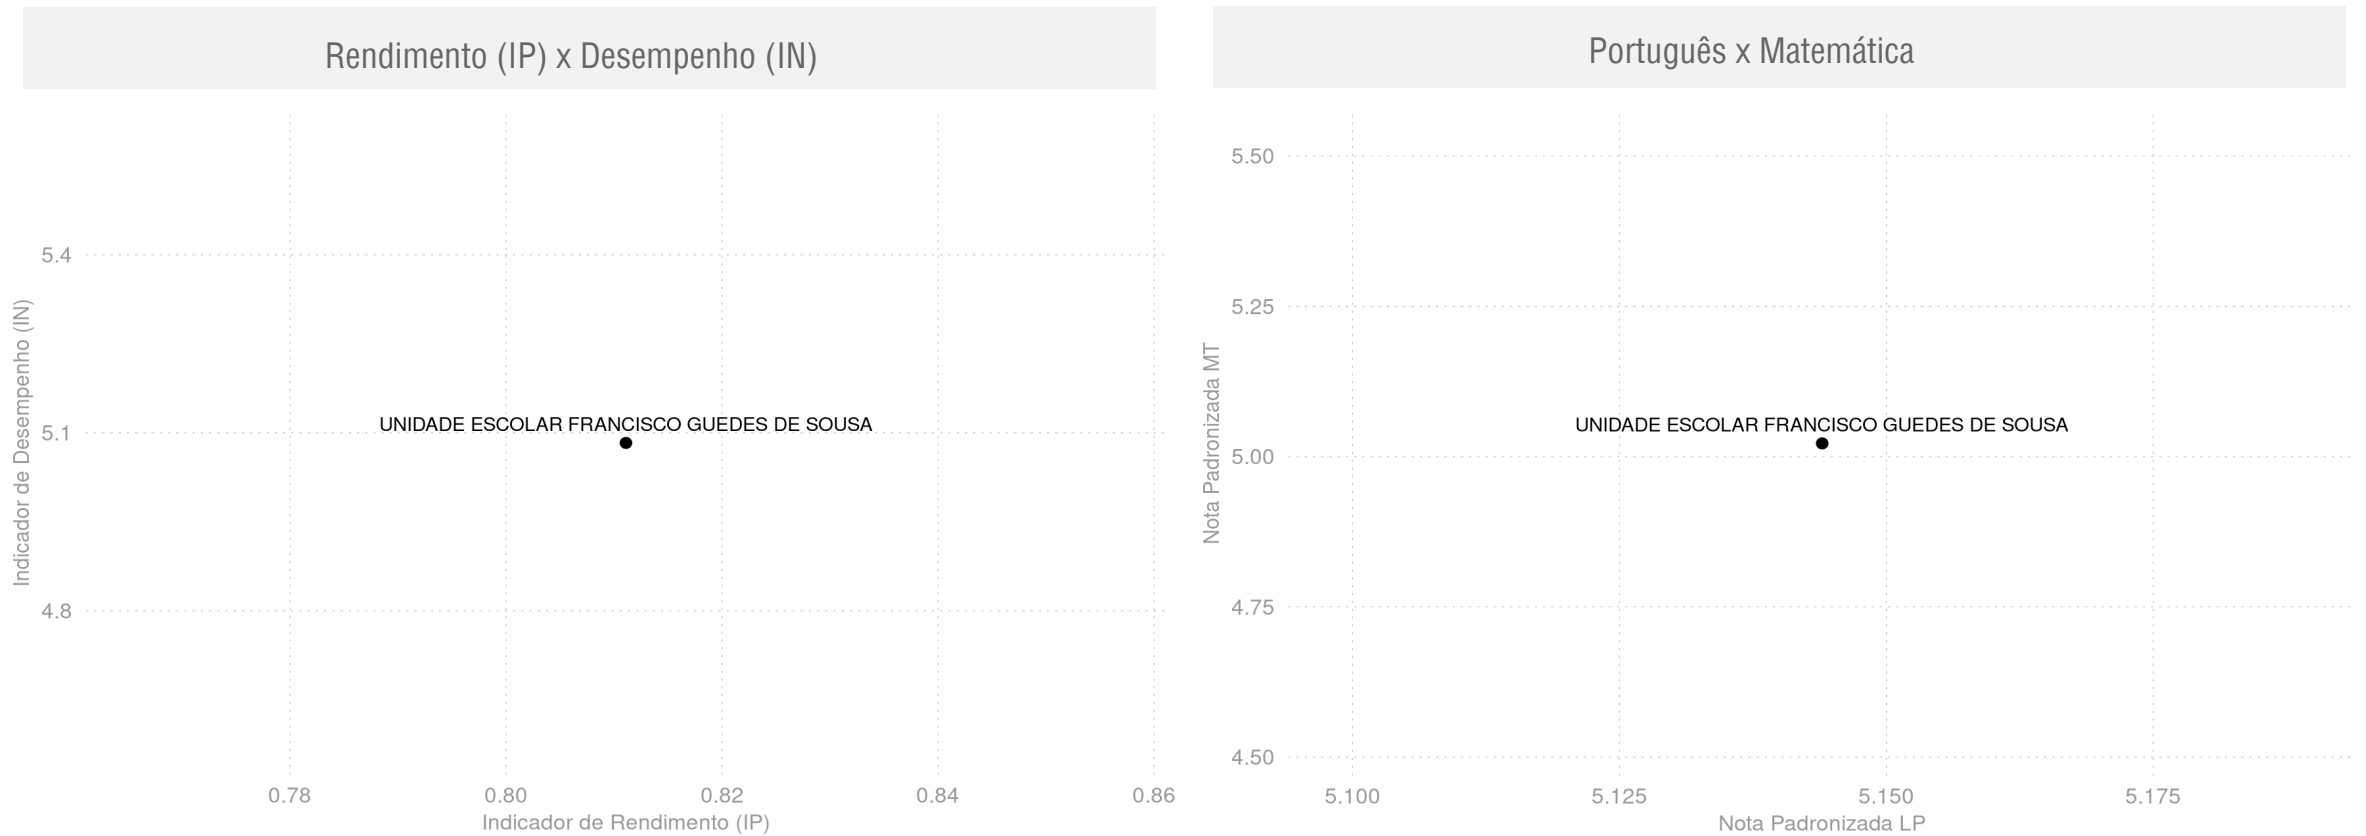 Rendimento (IP) x Desempenho (IN)
Indicador de Desempenho (IN)
5.4
5.1
4.8
UNIDADE ESCOLAR FRANCISCO GUEDES DE SOUSA
0.78 0.80 0.82 0.84 0.86
Indicador de Rendimento (IP)
Português x Matemática
Nota Padronizada MT
5.50
5.25
5.00
4.75
4.50
UNIDADE ESCOLAR FRANCISCO GUEDES DE SOUSA
5.100 5.125 5.150 5.175
Nota Padronizada LP